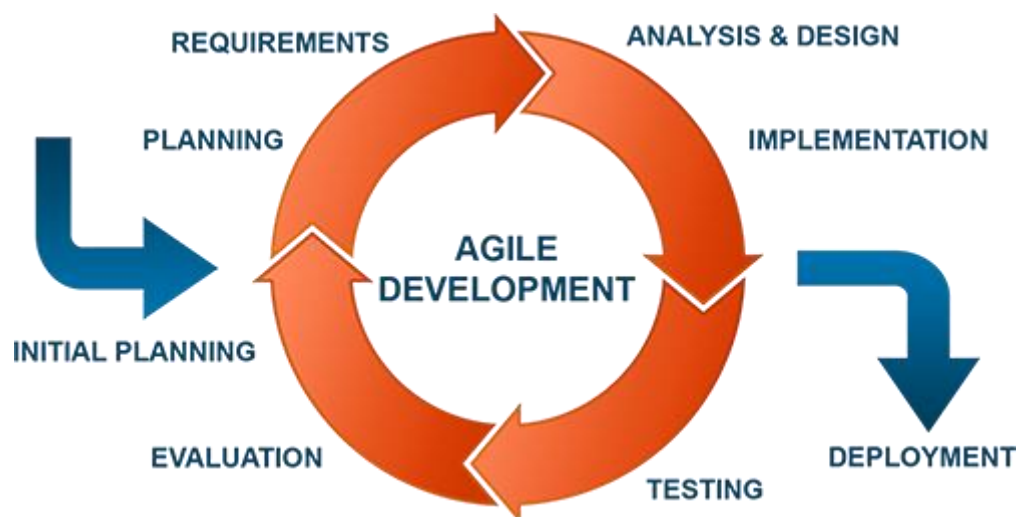 REQUIREMENTS
ANALYSIS & DESIGN
PLANNING
IMPLEMENTATION
AGILE
DEVELOPMENT
INITIAL PLANNING
EVALUATION
DEPLOYMENT
TESTING